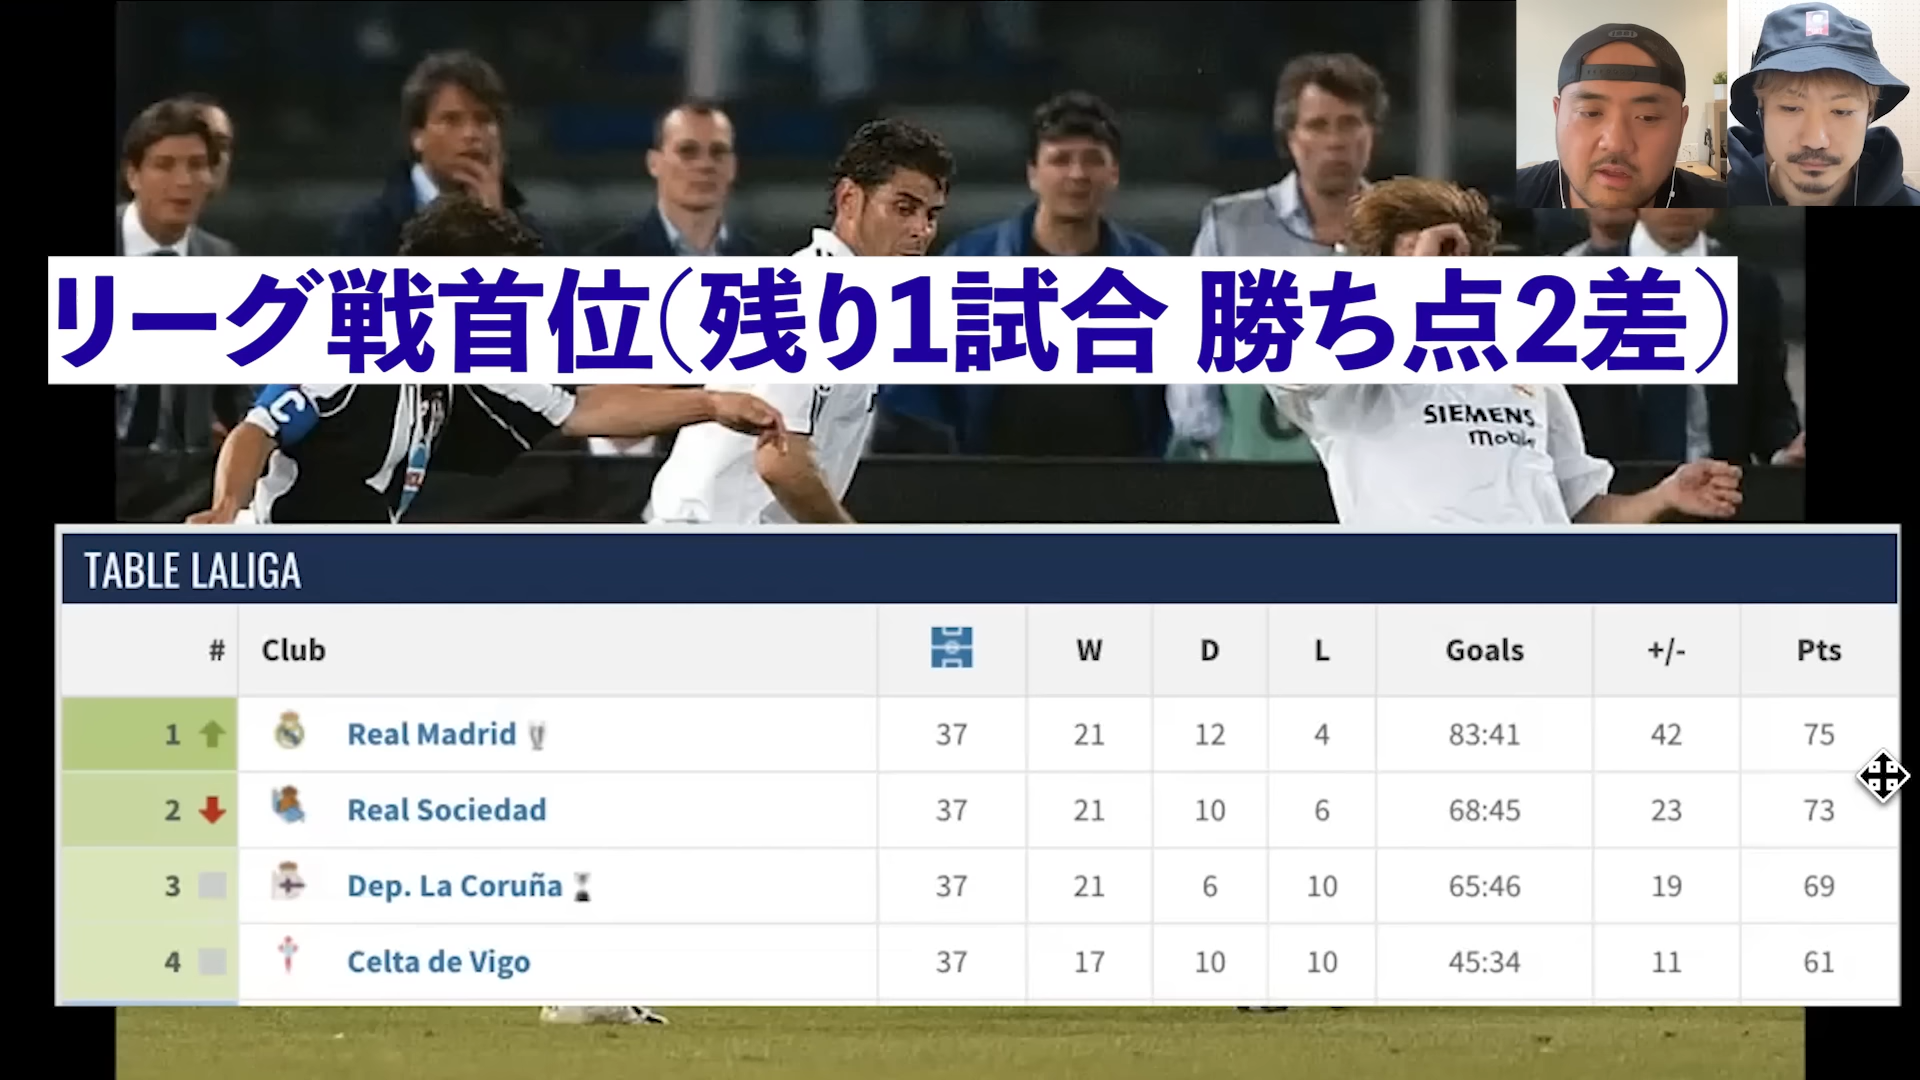 リーグ戦首位(残り1試合 勝ち点2差)
C
SIEMENS
mobile
TABLE LALIGA
# Club W D L Goals +/- Pts
1 Real Madrid 37 21 12 4 83:41 42 75
2 Real Sociedad 37 21 10 6 68:45 23 73
3 Dep. La Coruña 37 21 6 10 65:46 19 69
4 Celta de Vigo 37 17 10 10 45:34 11 61